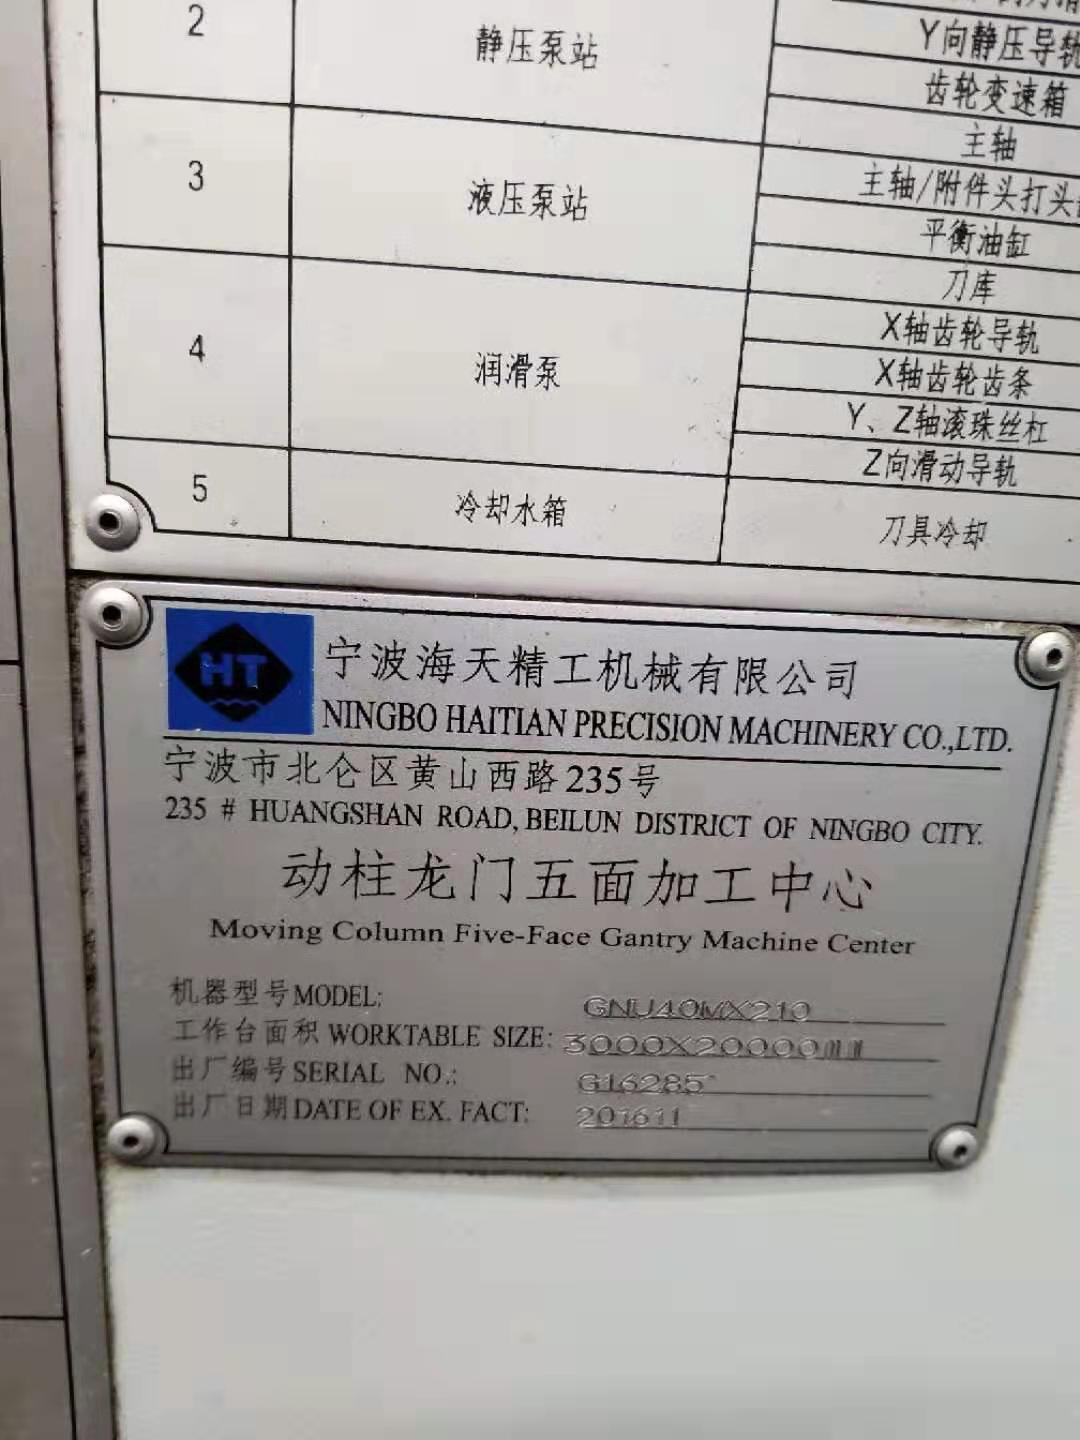 2
静压泵站
Y向静压导轨
齿轮变速箱
3
液压泵站
主轴
主轴/附件头打头
平衡油缸
刀库
4
润滑泵
X轴齿轮导轨
X轴齿轮齿条
Y、Z轴滚珠丝杠
Z向滑动导轨
5
冷却水箱
刀具冷却
HT
宁波海天精工机械有限公司
NINGBO HAITIAN PRECISION MACHINERY CO.,LTD.
宁波市北仑区黄山西路235号
235 # HUANGSHAN ROAD, BEILUN DISTRICT OF NINGBO CITY.
动柱龙门五面加工中心
Moving Column Five-Face Gantry Machine Center
机器型号MODEL: GNU40MX210
工作台面积 WORKTABLE SIZE: 3000X20000mm
出厂编号SERIAL NO.: G16285
出厂日期DATE OF EX. FACT: 201611